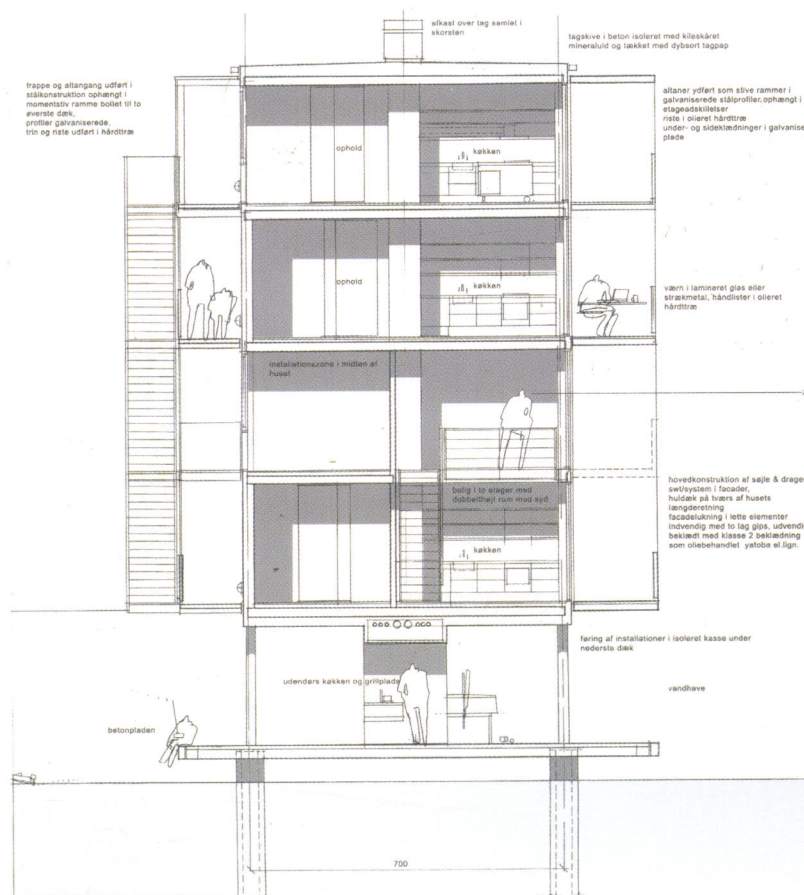 afkast over tag samlet i
skorsten
tagskive i beton isoleret med kileskåret
mineraluld og tækket med dybsort tagpap
trappe og altangang udført i
stålkonstruktion ophængt i
momentstiv ramme boltet til to
øverste dæk,
profiler galvaniserede,
trin og riste udført i hårdttræ
altaner ydført som stive rammer i
galvaniserede stålprofiler,ophængt i
etageadskillelser
riste i olieret hårdttræ
under- og sideklædninger i galvanise
plade
ophold
køkken
ophold
køkken
værn i lamineret glas eller
strækmetal, håndlister i olieret
hårdttræ
installationszone i midten af
huset
hovedkonstruktion af søjle & drage
swt/system i facader,
huldæk på tværs af husets
længderetning
facadelukning i lette elementer
indvendig med to lag gips, udvendi
beklædt med klasse 2 beklædning
som oliebehandlet yatoba el.lign.
bolig i to etager med
dobbelthøjt rum mod syd
køkken
føring af installationer i isoleret kasse under
nederste dæk
udendørs køkken og grillplads
vandhave
betonpladen
700